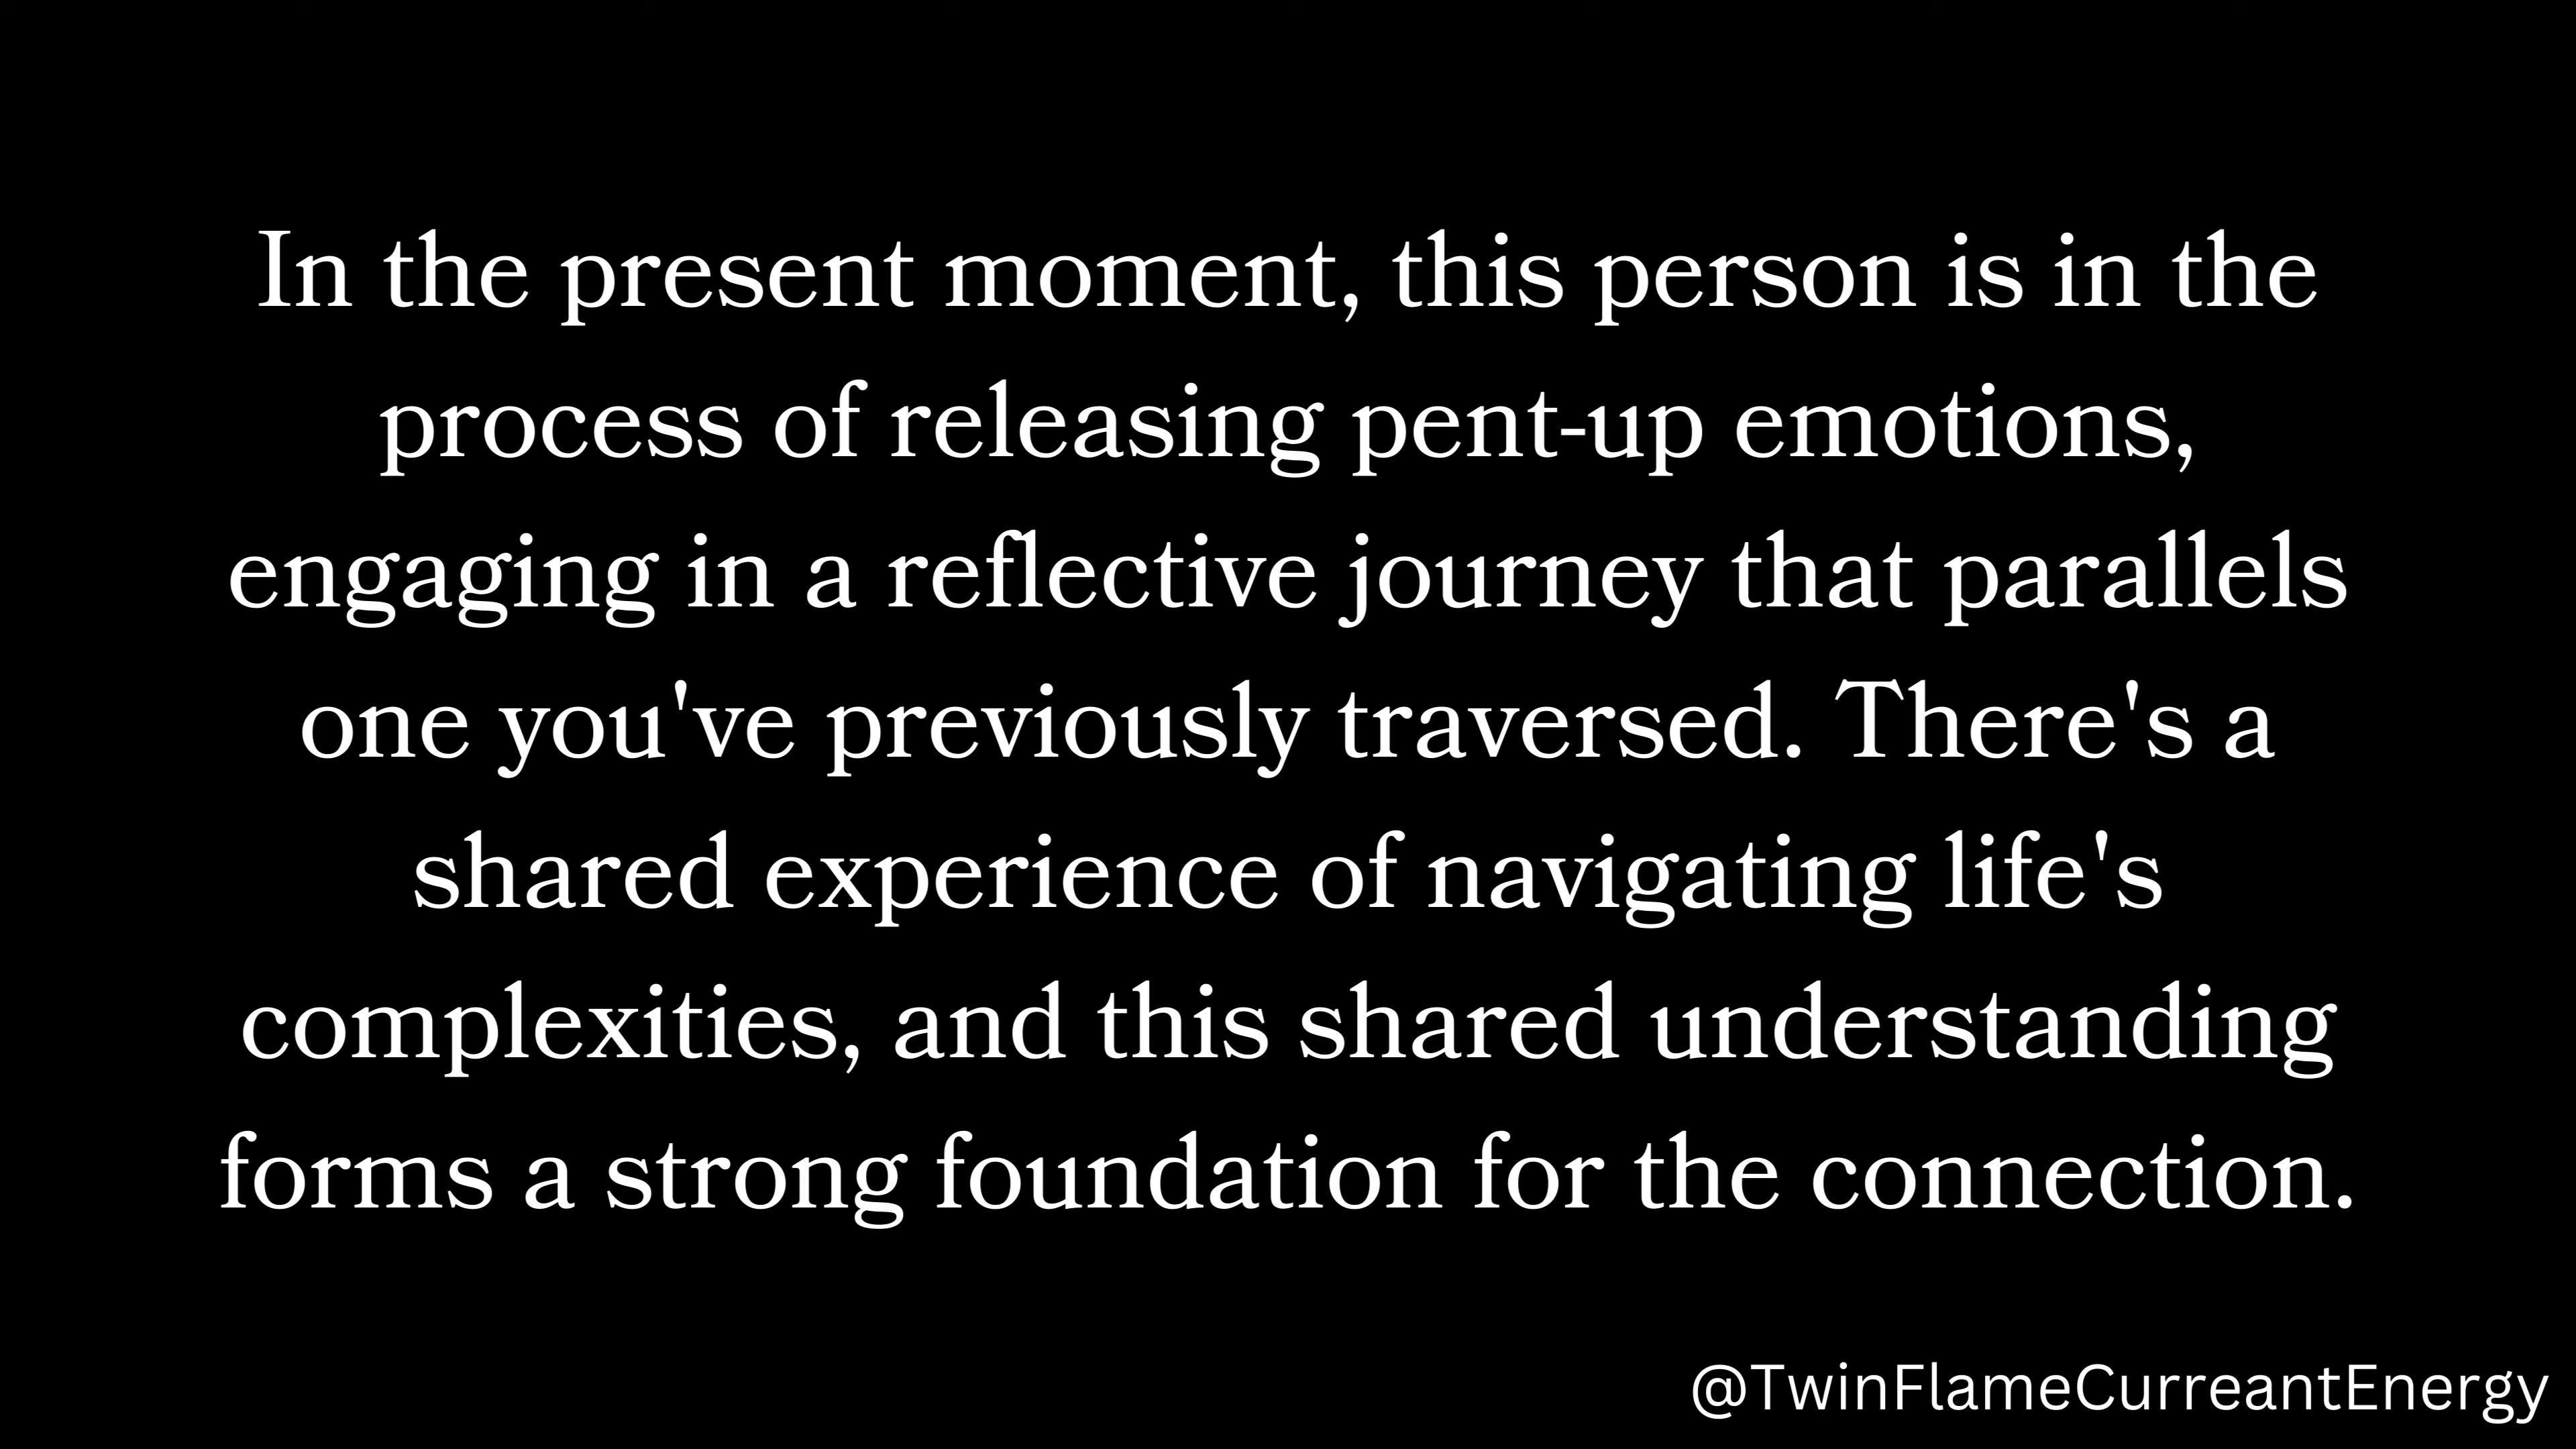 In the present moment, this person is in the
process of releasing pent-up emotions,
engaging in a reflective journey that parallels
one you've previously traversed. There's a
shared experience of navigating life's
complexities, and this shared understanding
forms a strong foundation for the connection.
@TwinFlameCurreantEnergy